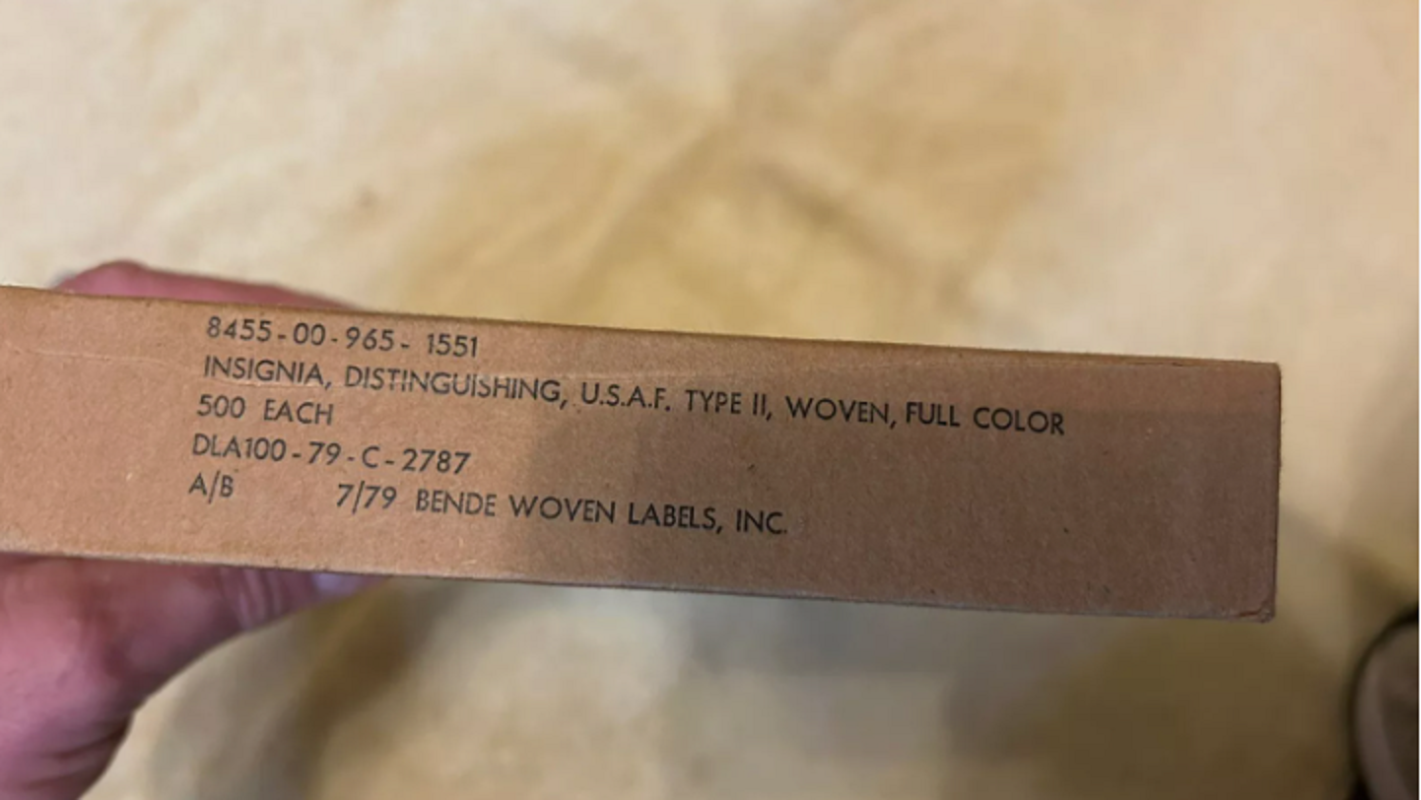 8455-00-965-1551
INSIGNIA, DISTINGUISHING, U.S.A.F. TYPE II, WOVEN, FULL COLOR
500 EACH
DLA100-79-C-2787
A/B 7/79 BENDE WOVEN LABELS, INC.